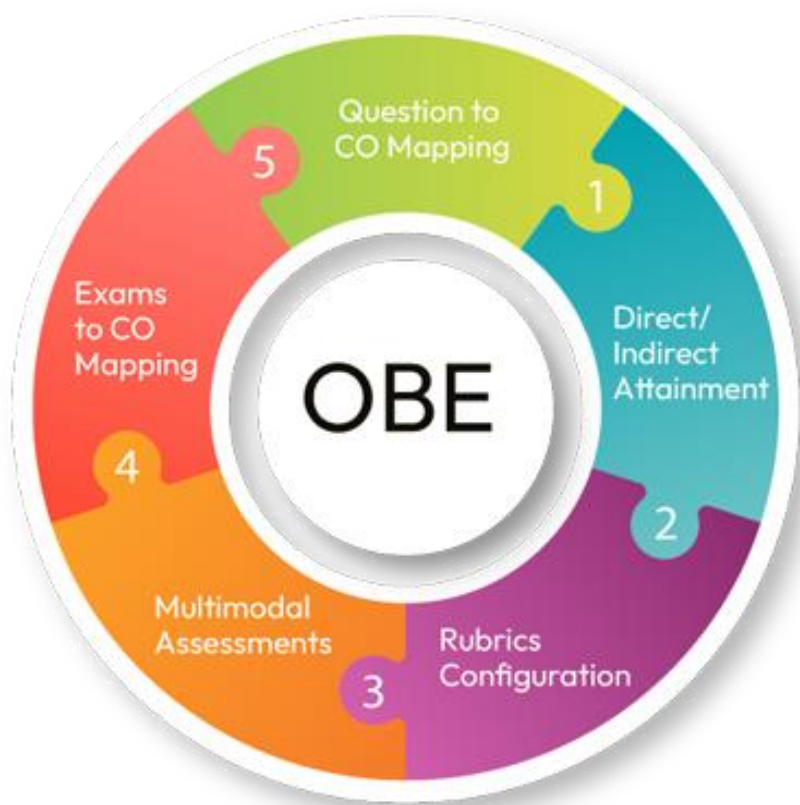 Question to
CO Mapping
1
Direct/
Indirect
Attainment
2
Rubrics
Configuration
3
Multimodal
Assessments
4
Exams
to CO
Mapping
5
OBE